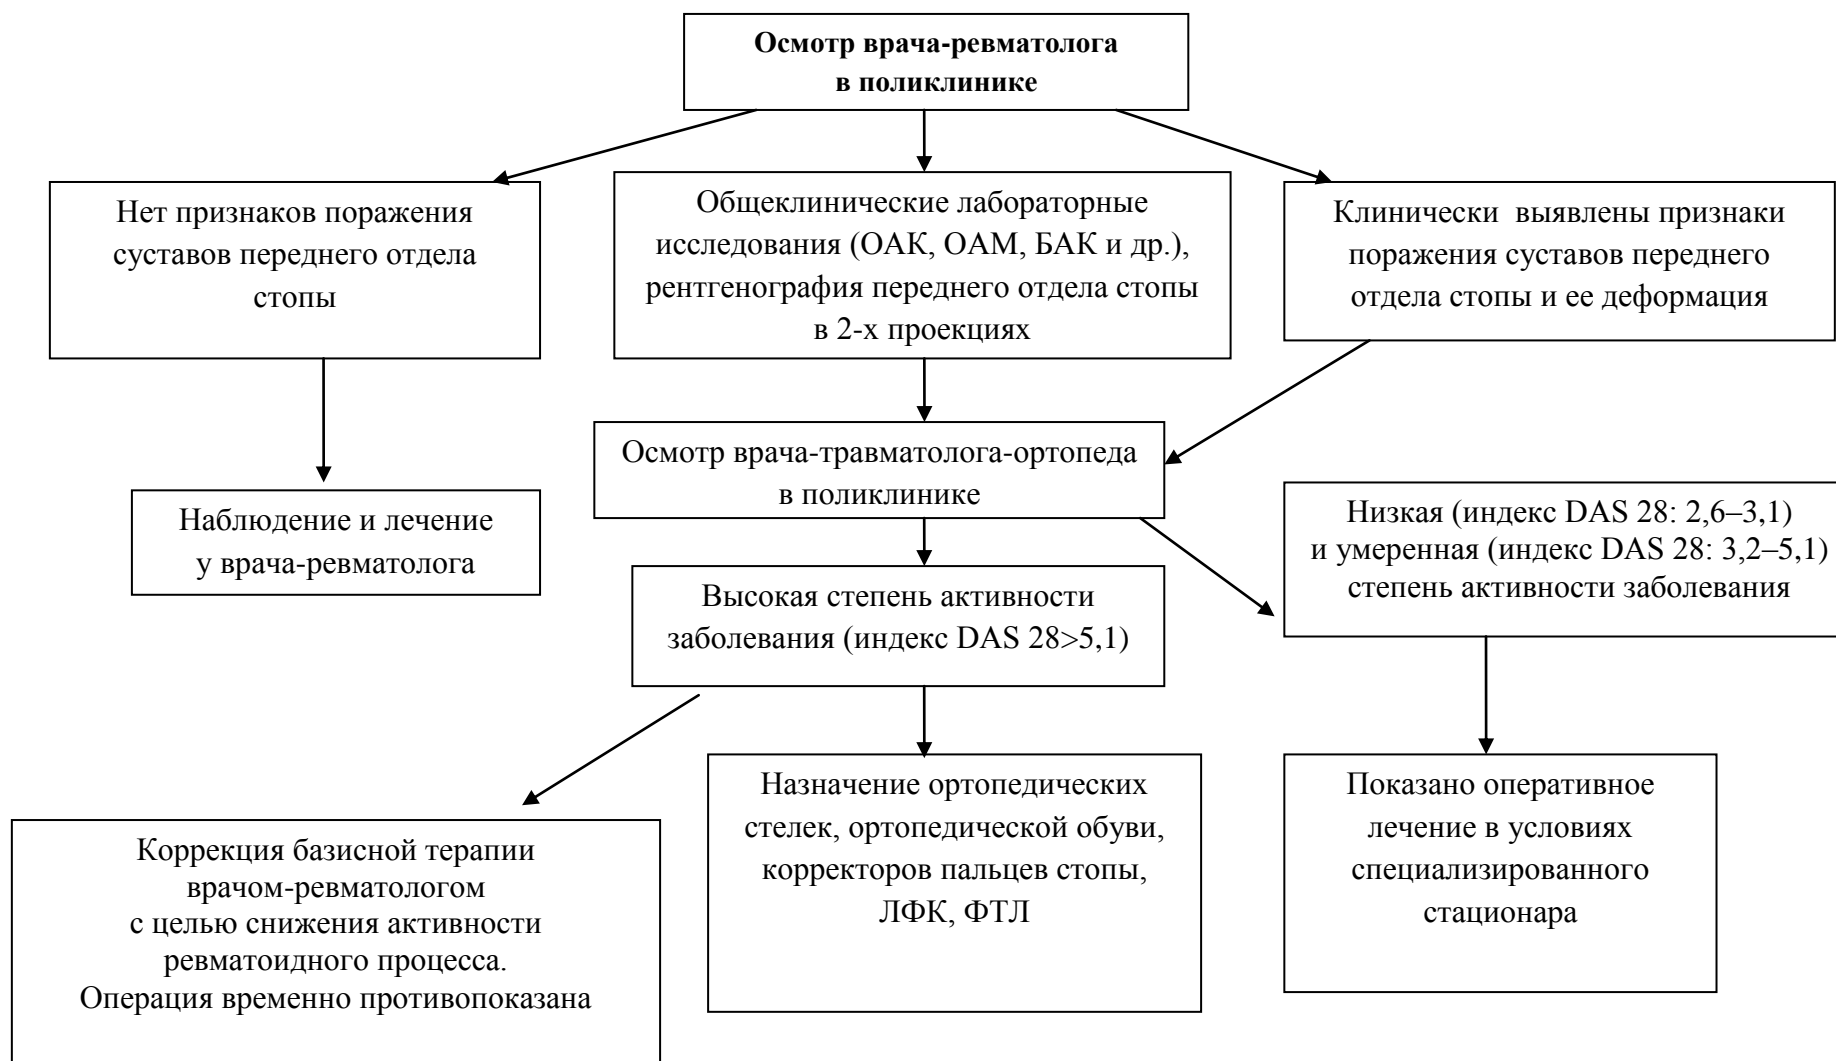 Осмотр врача-ревматолога
в поликлинике
Нет признаков поражения
суставов переднего отдела
стопы
Общеклинические лабораторные
исследования (ОАК, ОАМ, БАК и др.),
рентгенография переднего отдела стопы
в 2-х проекциях
Клинически выявлены признаки
поражения суставов переднего
отдела стопы и ее деформация
Осмотр врача-травматолога-ортопеда
в поликлинике
Наблюдение и лечение
у врача-ревматолога
Низкая (индекс DAS 28: 2,6–3,1)
и умеренная (индекс DAS 28: 3,2–5,1)
степень активности заболевания
Высокая степень активности
заболевания (индекс DAS 28>5,1)
Коррекция базисной терапии
врачом-ревматологом
с целью снижения активности
ревматоидного процесса.
Операция временно противопоказана
Назначение ортопедических
стелек, ортопедической обуви,
корректоров пальцев стопы,
ЛФК, ФТЛ
Показано оперативное
лечение в условиях
специализированного
стационара